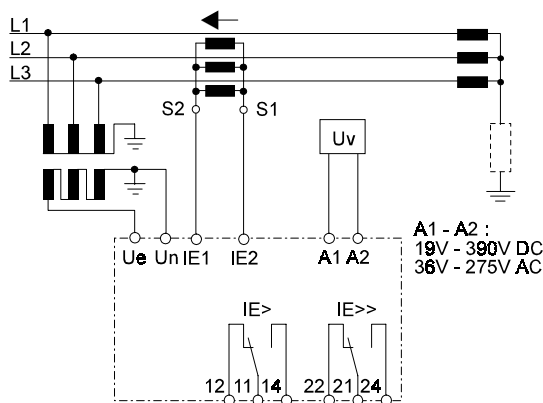 L1
L2
L3
S2 S1
Uv
A1 - A2 :
19V - 390V DC
36V - 275V AC
Ue Un IE1 IE2 A1 A2
IE> IE>>
12 11 14 22 21 24